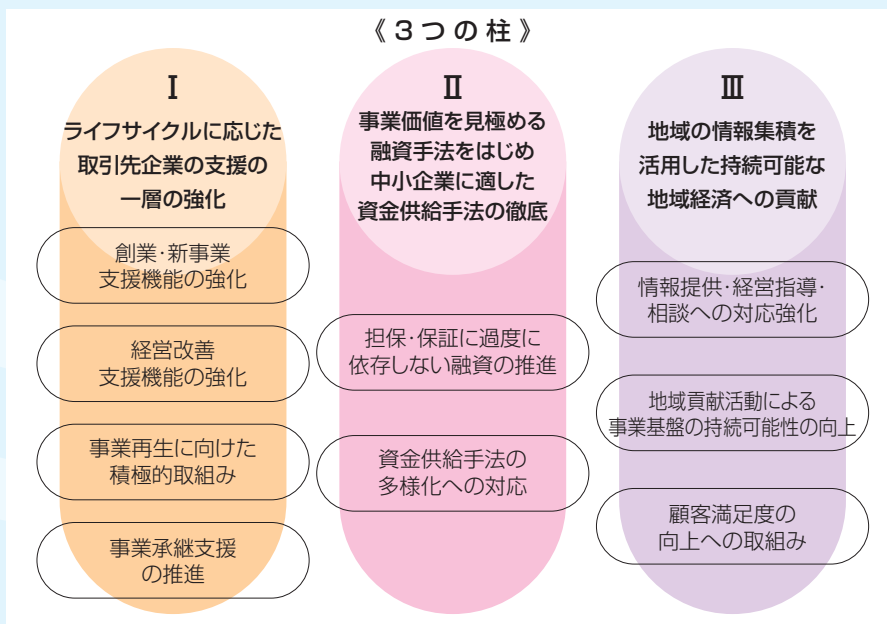 《３つの柱》
Ⅰ
ライフサイクルに応じた
取引先企業の支援の
一層の強化
創業・新事業
支援機能の強化
経営改善
支援機能の強化
事業再生に向けた
積極的取組み
事業承継支援
の推進
Ⅱ
事業価値を見極める
融資手法をはじめ
中小企業に適した
資金供給手法の徹底
担保・保証に過度に
依存しない融資の推進
資金供給手法の
多様化への対応
Ⅲ
地域の情報集積を
活用した持続可能な
地域経済への貢献
情報提供・経営指導・
相談への対応強化
地域貢献活動による
事業基盤の持続可能性の向上
顧客満足度の
向上への取組み